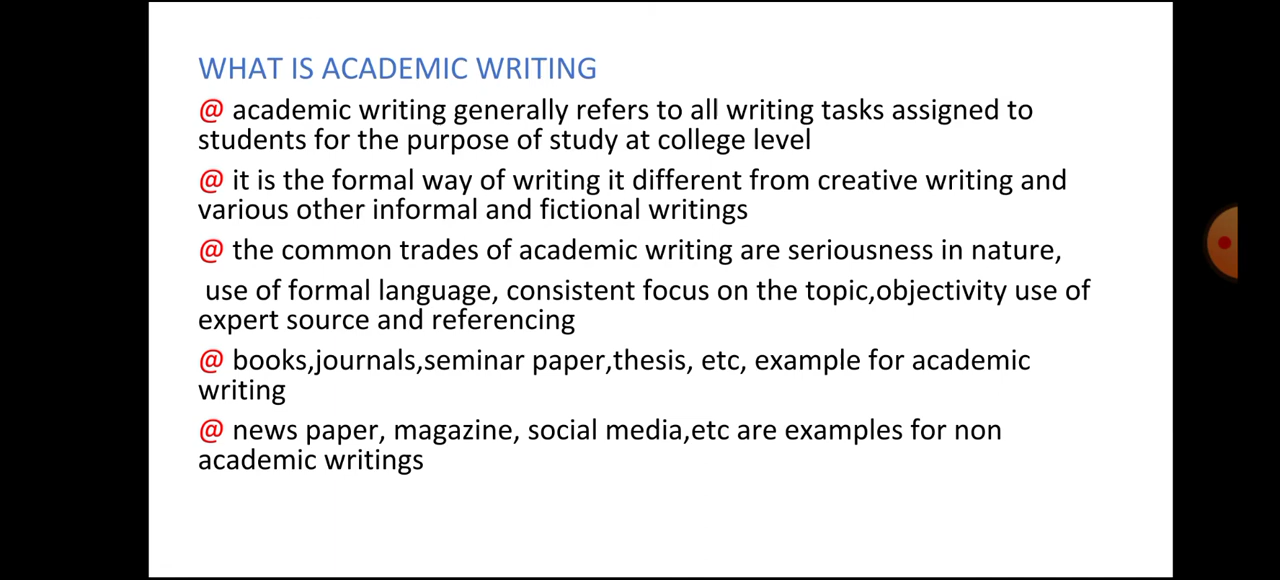 WHAT IS ACADEMIC WRITING
@ academic writing generally refers to all writing tasks assigned to
students for the purpose of study at college level
@ it is the formal way of writing it different from creative writing and
various other informal and fictional writings
@ the common trades of academic writing are seriousness in nature,
use of formal language, consistent focus on the topic,objectivity use of
expert source and referencing
@ books,journals,seminar paper,thesis, etc, example for academic
writing
@ news paper, magazine, social media,etc are examples for non
academic writings